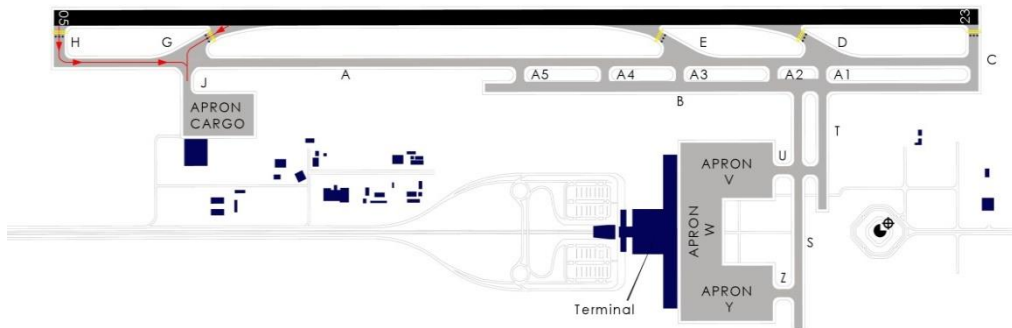 05
23
H
G
E
D
C
A
A5
A4
A3
A2
A1
J
B
T
APRON
CARGO
U
APRON
V
APRON
W
S
Z
APRON
Y
Terminal